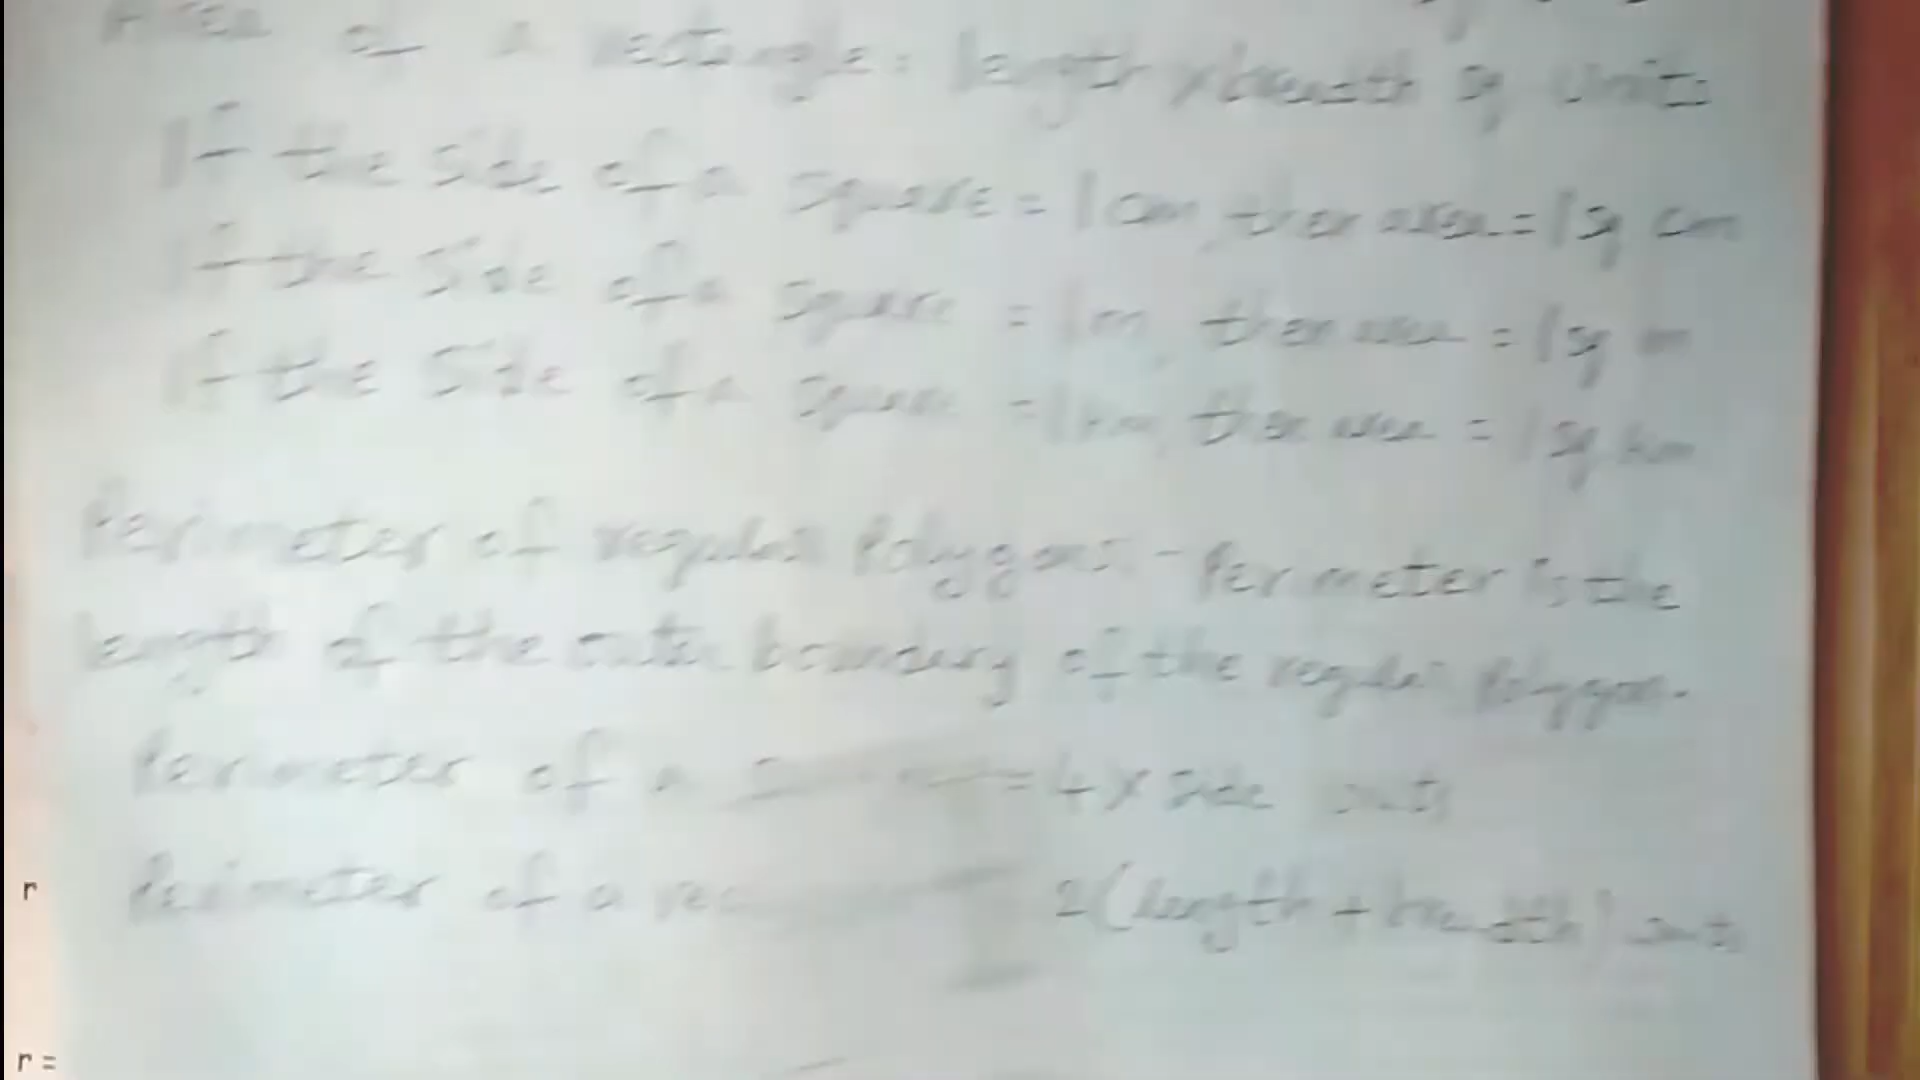 Area of a rectangle = length x breadth sq units
If the side of a square = 1 cm, then area = 1 sq cm
If the side of a square = 1 m, then area = 1 sq m
If the side of a square = 1 km, then area = 1 sq km
Perimeter of regular Polygons - Perimeter is the
length of the outer boundary of the regular Polygon.
Perimeter of a = 4 x side units
r
Perimeter of a 2 (length + breadth) units
r =